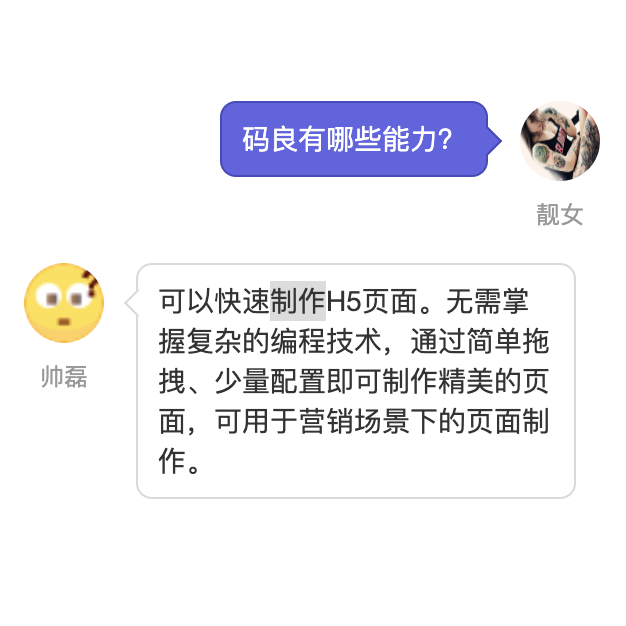 码良有哪些能力？
靓女
可以快速制作H5页面。无需掌
握复杂的编程技术，通过简单拖
拽、少量配置即可制作精美的页
面，可用于营销场景下的页面制
作。
帅磊